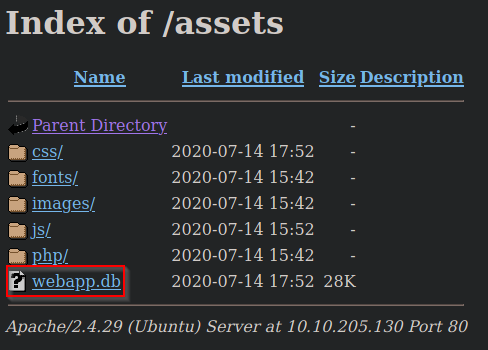 Index of /assets
Name Last modified Size Description
Parent Directory -
css/ 2020-07-14 17:52 -
fonts/ 2020-07-14 15:42 -
images/ 2020-07-14 15:42 -
js/ 2020-07-14 15:42 -
php/ 2020-07-14 15:42 -
webapp.db 2020-07-14 17:52 28K
Apache/2.4.29 (Ubuntu) Server at 10.10.205.130 Port 80